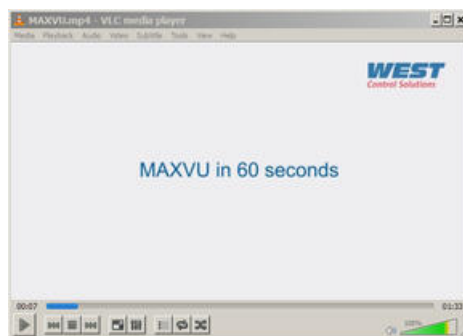 MAXVU.mp4 - VLC media player
Media Playback Audio Video Subtitle Tools View Help
WEST
Control Solutions
MAXVU in 60 seconds
00:07
01:33
100%